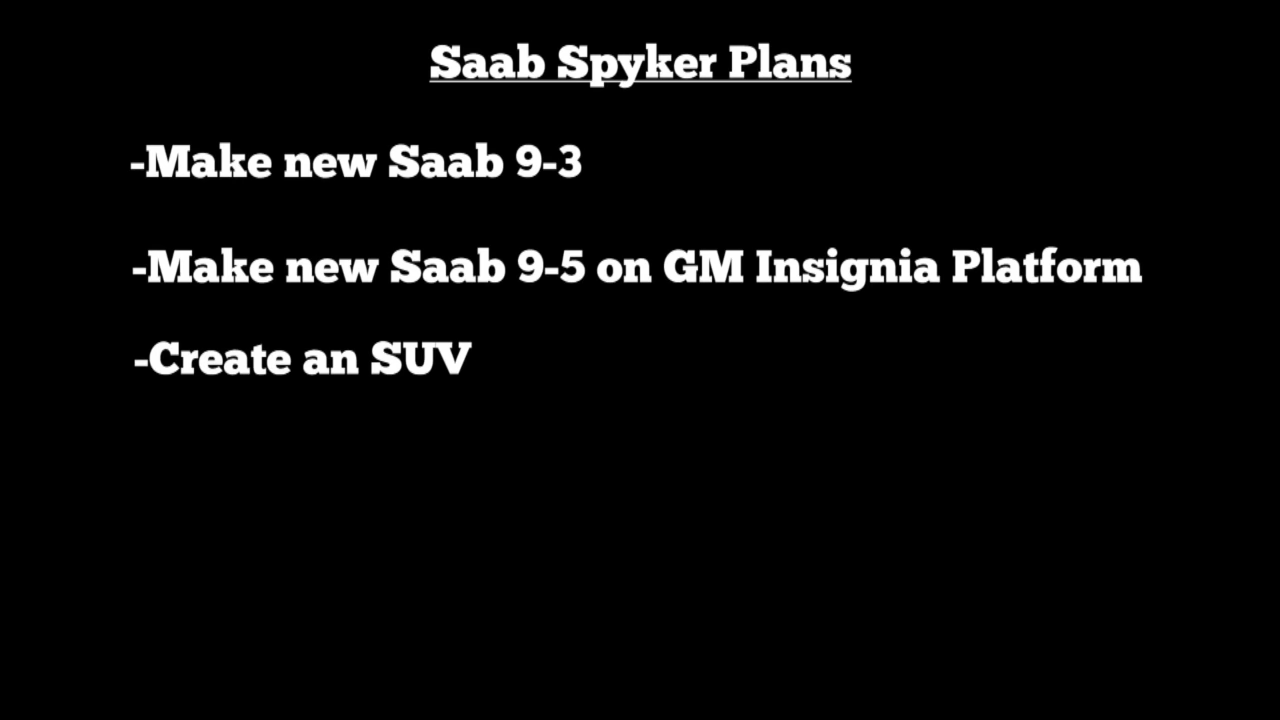 Saab Spyker Plans
-Make new Saab 9-3
-Make new Saab 9-5 on GM Insignia Platform
-Create an SUV